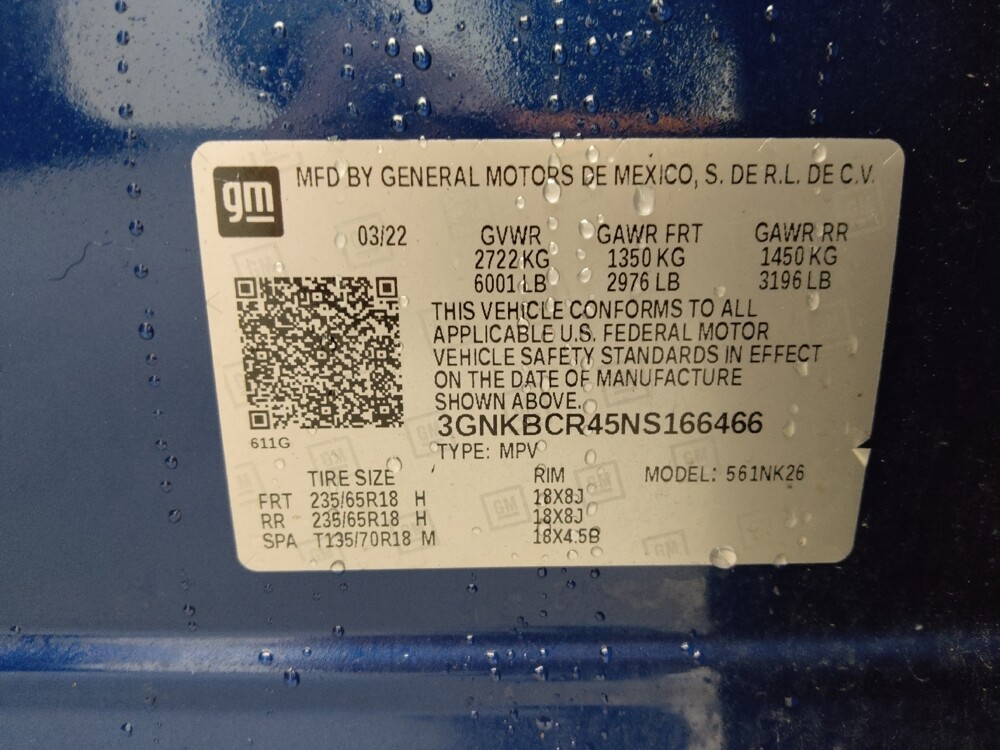 gm
MFD BY GENERAL MOTORS DE MEXICO, S. DE R.L. DE C.V.
03/22 GVWR GAWR FRT GAWR RR
2722 KG 1350 KG 1450 KG
6001 LB 2976 LB 3196 LB
THIS VEHICLE CONFORMS TO ALL
APPLICABLE U.S. FEDERAL MOTOR
VEHICLE SAFETY STANDARDS IN EFFECT
ON THE DATE OF MANUFACTURE
SHOWN ABOVE.
3GNKBCR45NS166466
611G
TYPE: MPV
TIRE SIZE RIM MODEL: 561NK26
FRT 235/65R18 H 18X8J
RR 235/65R18 H 18X8J
SPA T135/70R18 M 18X4.5B